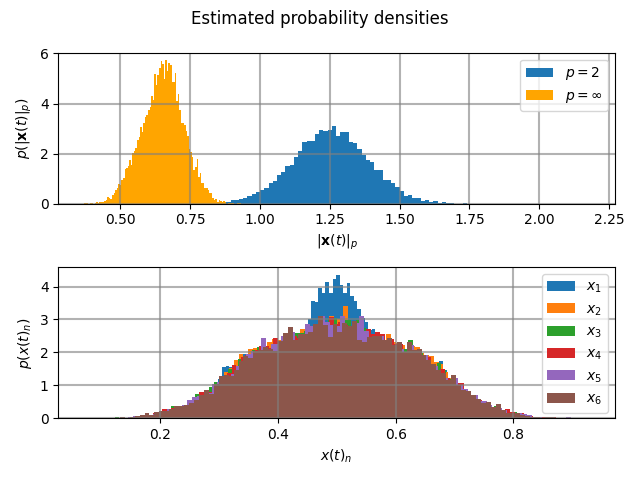 Estimated probability densities
p(|𝐱(t)|ₚ)
6
4
2
0
p = 2
p = ∞
0.50 0.75 1.00 1.25 1.50 1.75 2.00 2.25
|𝐱(t)|ₚ
p(x(t)ₙ)
4
3
2
1
0
x₁
x₂
x₃
x₄
x₅
x₆
0.2 0.4 0.6 0.8
x(t)ₙ